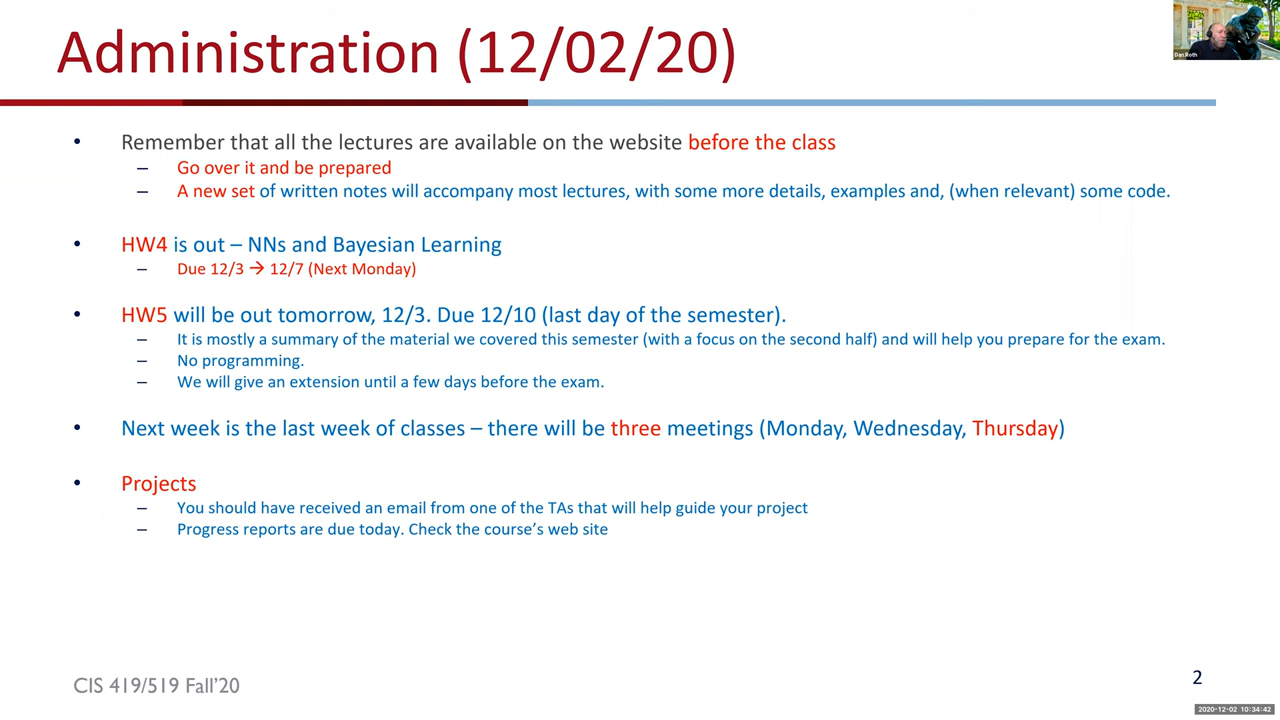 Administration (12/02/20)
Dan Roth
• Remember that all the lectures are available on the website before the class
– Go over it and be prepared
– A new set of written notes will accompany most lectures, with some more details, examples and, (when relevant) some code.
• HW4 is out – NNs and Bayesian Learning
– Due 12/3 → 12/7 (Next Monday)
• HW5 will be out tomorrow, 12/3. Due 12/10 (last day of the semester).
– It is mostly a summary of the material we covered this semester (with a focus on the second half) and will help you prepare for the exam.
– No programming.
– We will give an extension until a few days before the exam.
• Next week is the last week of classes – there will be three meetings (Monday, Wednesday, Thursday)
• Projects
– You should have received an email from one of the TAs that will help guide your project
– Progress reports are due today. Check the course’s web site
CIS 419/519 Fall’20
2
2020-12-02 10:34:42